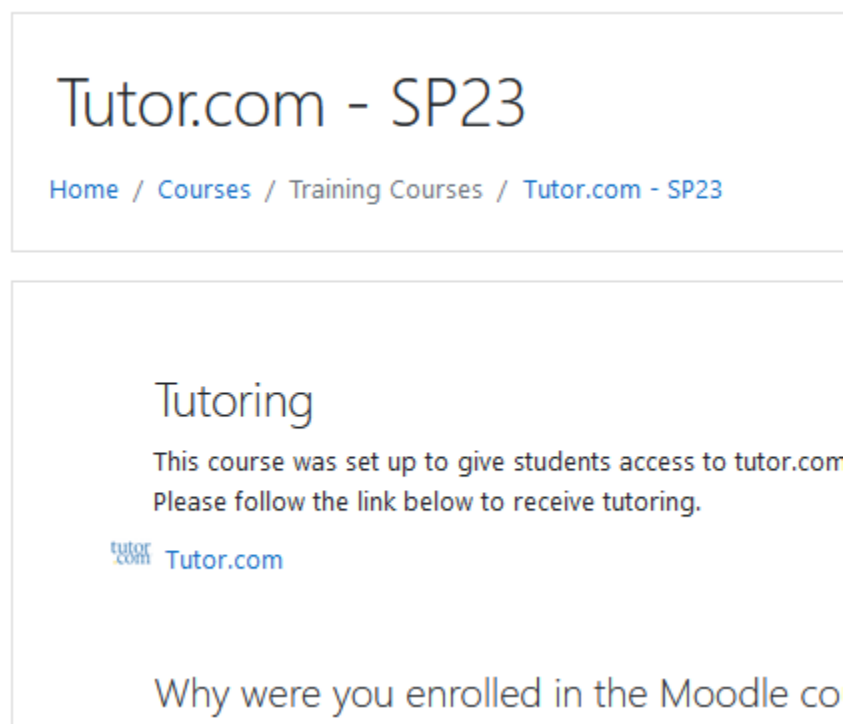 Tutor.com - SP23
Home / Courses / Training Courses / Tutor.com - SP23
Tutoring
This course was set up to give students access to tutor.com
Please follow the link below to receive tutoring.
tutor
.com
Tutor.com
Why were you enrolled in the Moodle co